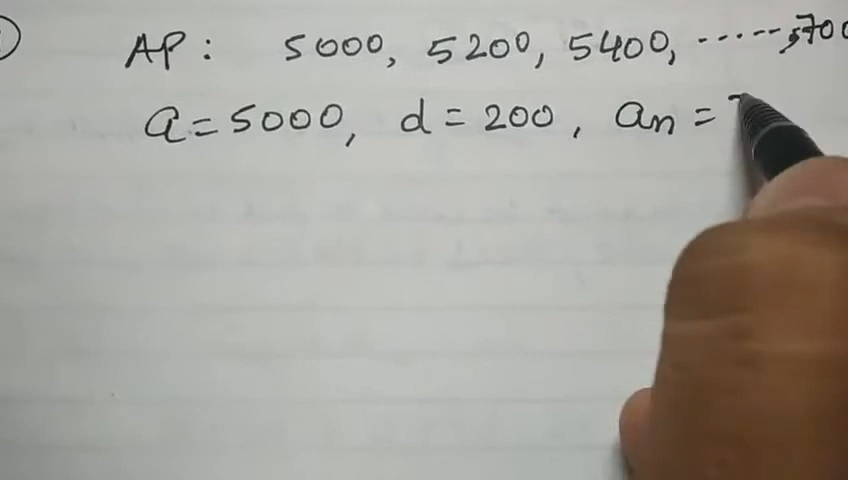 AP: 5000, 5200, 5400, ......, 700
a = 5000, d = 200, an =